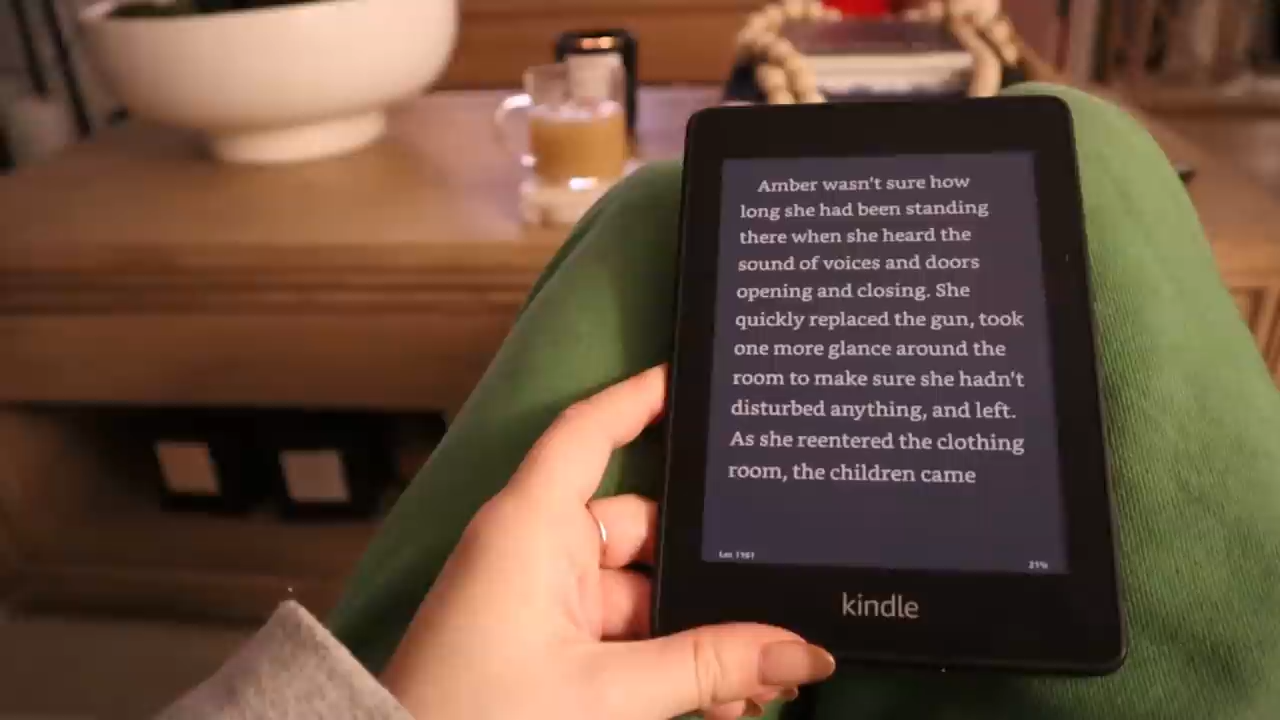 Amber wasn't sure how
long she had been standing
there when she heard the
sound of voices and doors
opening and closing. She
quickly replaced the gun, took
one more glance around the
room to make sure she hadn't
disturbed anything, and left.
As she reentered the clothing
room, the children came
Loc 1161
21%
kindle